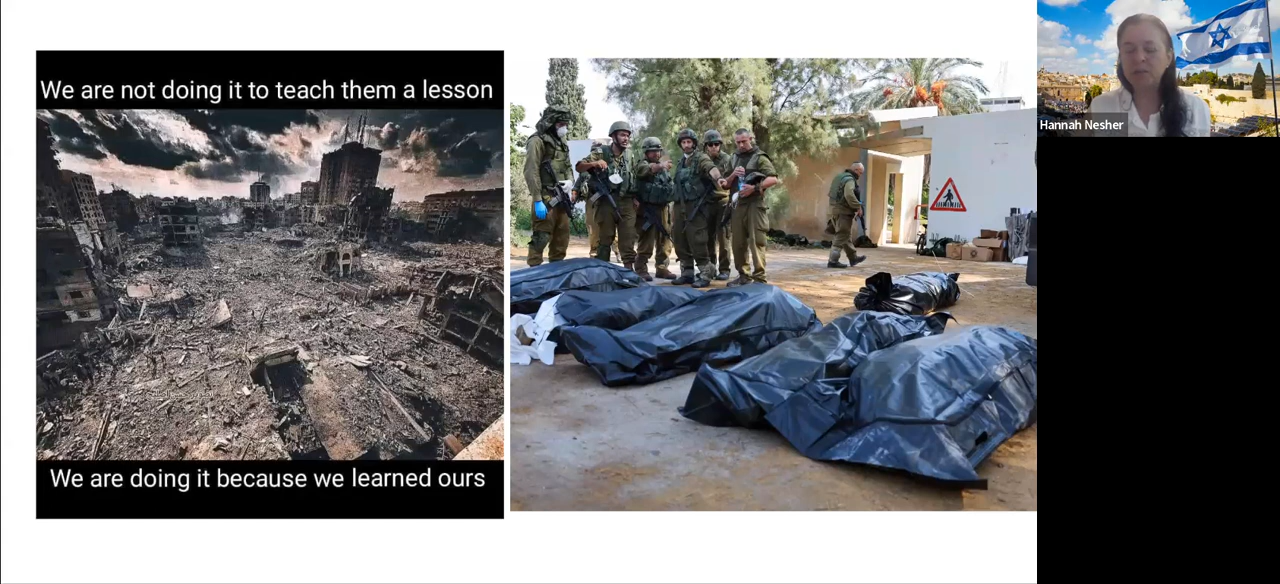 We are not doing it to teach them a lesson
We are doing it because we learned ours
Hannah Nesher